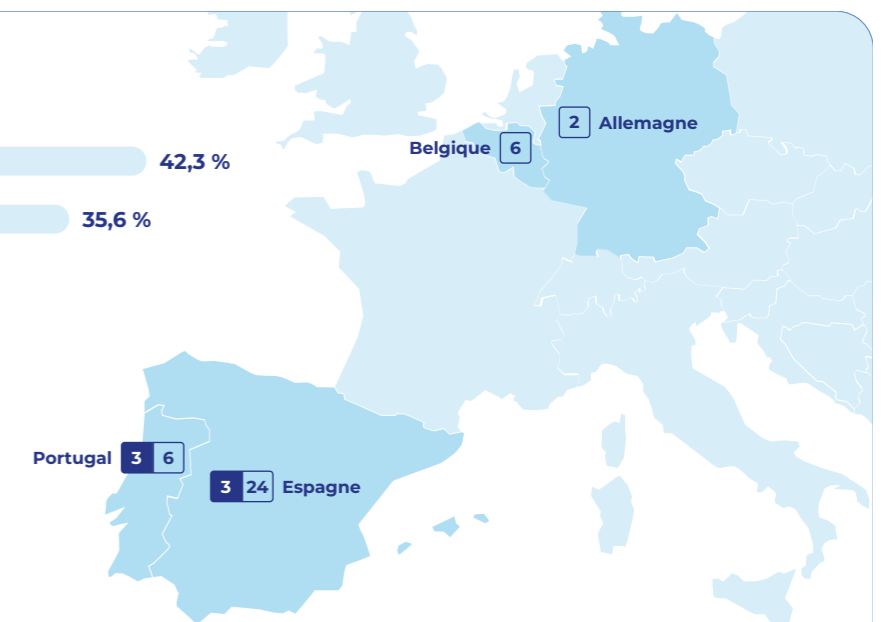 2 Allemagne
Belgique 6
42,3 %
35,6 %
Portugal 3 6
3 24 Espagne